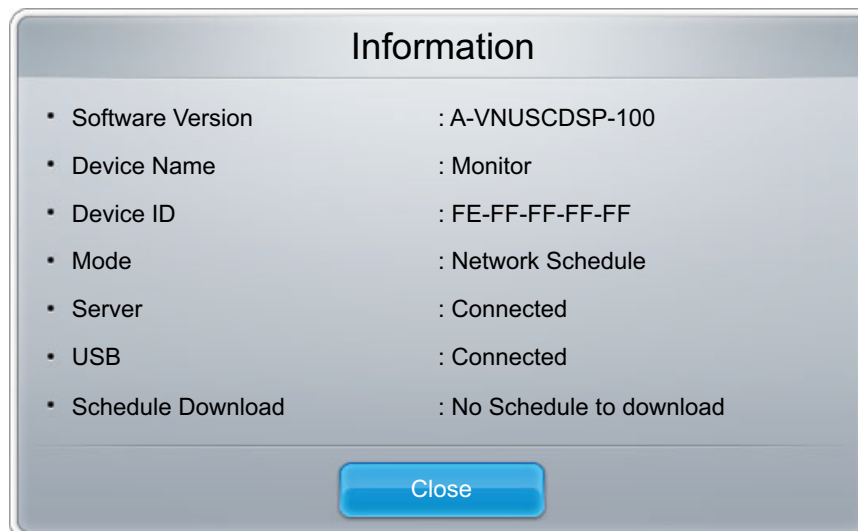 Information
• Software Version : A-VNUSCDSP-100
• Device Name : Monitor
• Device ID : FE-FF-FF-FF-FF
• Mode : Network Schedule
• Server : Connected
• USB : Connected
• Schedule Download : No Schedule to download
Close